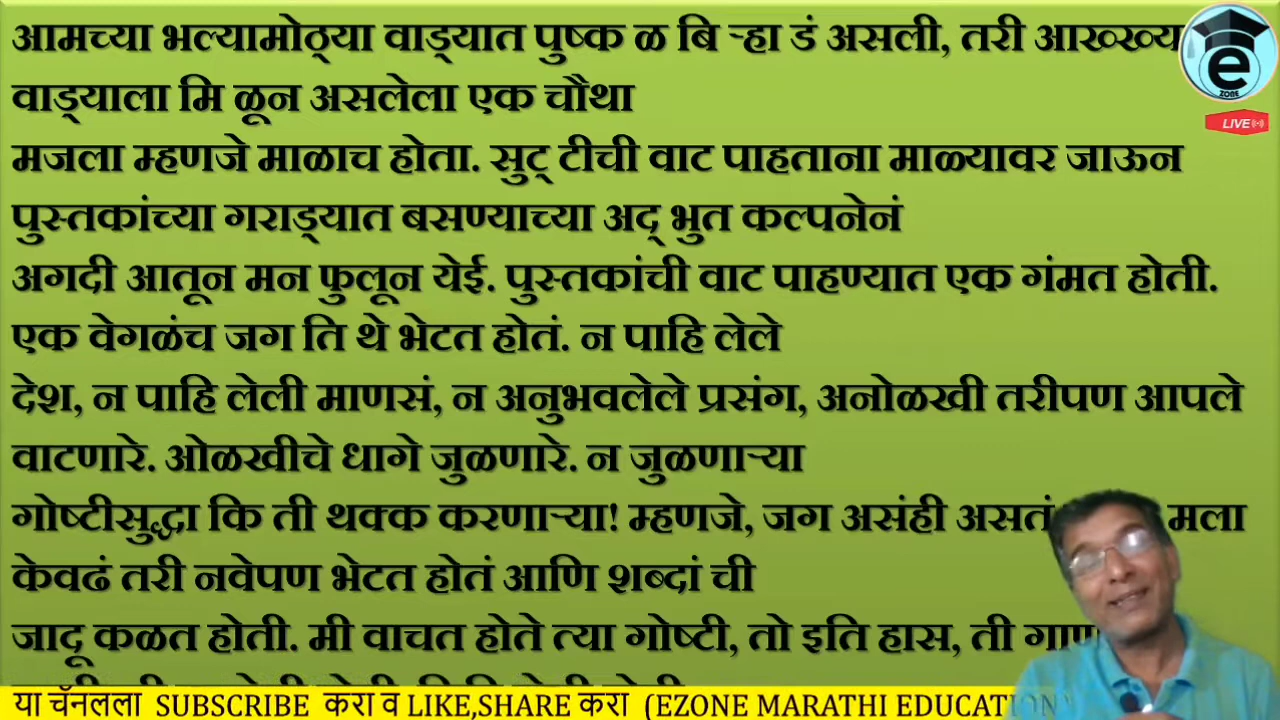 आमच्या भल्यामोठ्या वाड्यात पुष्क ळ बि ऱ्हा डं असली, तरी आख्ख्य
वाड्याला मि ळून असलेला एक चौथा
मजला म्हणजे माळाच होता. सुट् टीची वाट पाहताना माळ्यावर जाऊन
पुस्तकांच्या गराड्यात बसण्याच्या अद् भुत कल्पनेनं
अगदी आतून मन फुलून येई. पुस्तकांची वाट पाहण्यात एक गंमत होती.
एक वेगळंच जग ति थे भेटत होतं. न पाहि लेले
देश, न पाहि लेली माणसं, न अनुभवलेले प्रसंग, अनोळखी तरीपण आपले
वाटणारे. ओळखीचे धागे जुळणारे. न जुळणाऱ्या
गोष्टीसुद्धा कि ती थक्क करणाऱ्या! म्हणजे, जग असंही असतं मला
केवढं तरी नवेपण भेटत होतं आणि शब्दां ची
जादू कळत होती. मी वाचत होते त्या गोष्टी, तो इति हास, ती
या चॅनलला SUBSCRIBE करा व LIKE,SHARE करा (EZONE MARATHI EDUCATION)
e
ZONE
LIVE